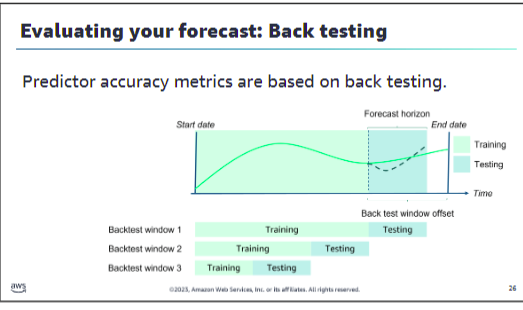 Evaluating your forecast: Back testing
Predictor accuracy metrics are based on back testing.
Forecast horizon
Start date
End date
Training
Testing
Time
Back test window offset
Backtest window 1
Training
Testing
Backtest window 2
Training
Testing
Backtest window 3
Training
Testing
aws
©2023, Amazon Web Services, Inc. or its affiliates. All rights reserved.
26